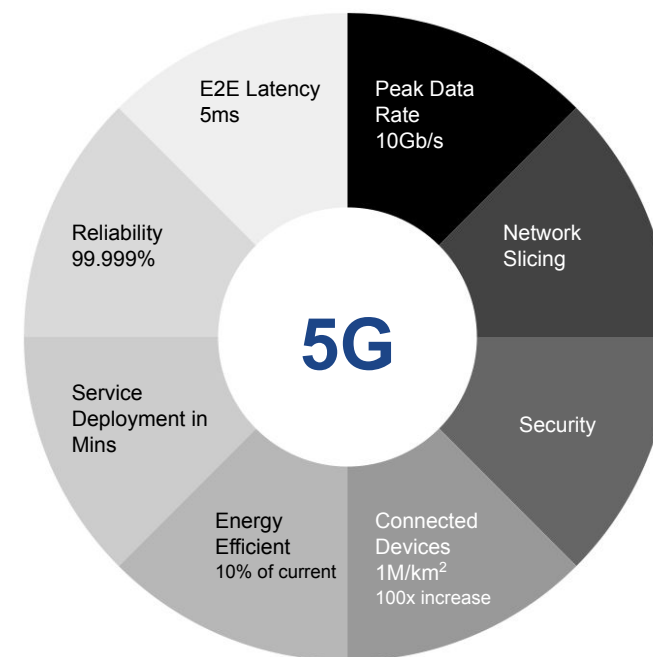 E2E Latency
5ms
Peak Data
Rate
10Gb/s
Reliability
99.999%
Network
Slicing
5G
Service
Deployment in
Mins
Security
Energy
Efficient
10% of current
Connected
Devices
1M/km²
100x increase